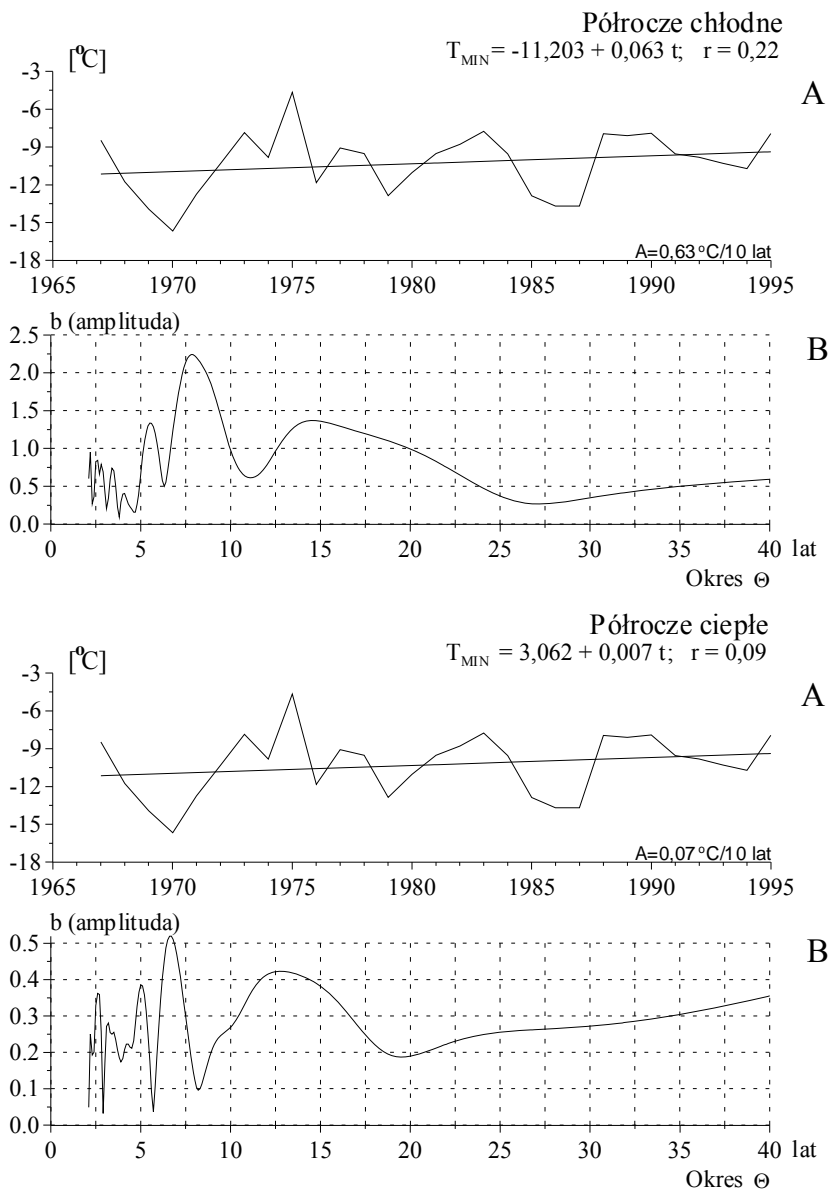 Półrocze chłodne
T_MIN = -11,203 + 0,063 t; r = 0,22
[°C]
A
-3
-6
-9
-12
-15
-18
A=0,63 °C/10 lat
1965 1970 1975 1980 1985 1990 1995
b (amplituda)
B
2.5
2.0
1.5
1.0
0.5
0.0
0 5 10 15 20 25 30 35 40 lat
Okres Θ
Półrocze ciepłe
T_MIN = 3,062 + 0,007 t; r = 0,09
[°C]
A
-3
-6
-9
-12
-15
-18
A=0,07 °C/10 lat
1965 1970 1975 1980 1985 1990 1995
b (amplituda)
B
0.5
0.4
0.3
0.2
0.1
0.0
0 5 10 15 20 25 30 35 40 lat
Okres Θ